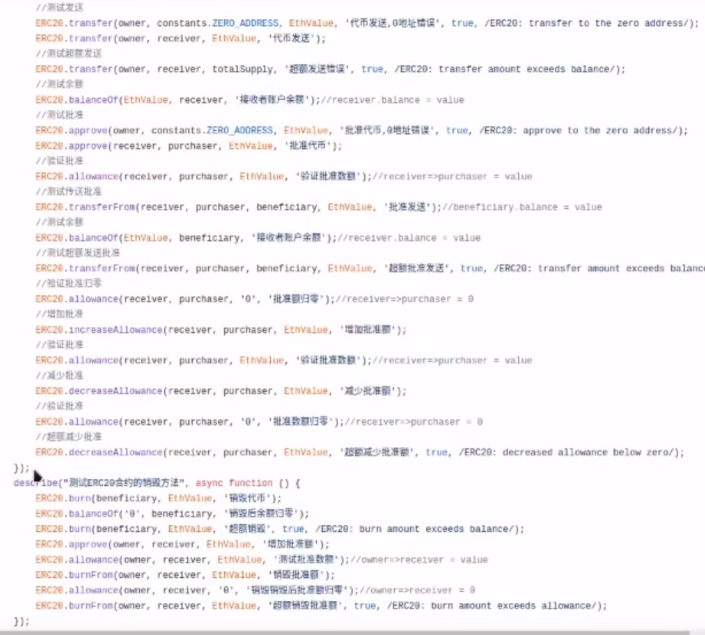 //测试发送
ERC20.transfer(owner, constants.ZERO_ADDRESS, EthValue, '代币发送,0地址错误', true, /ERC20: transfer to the zero address/);
ERC20.transfer(owner, receiver, EthValue, '代币发送');
//测试超额发送
ERC20.transfer(owner, receiver, totalSupply, '超额发送错误', true, /ERC20: transfer amount exceeds balance/);
//测试余额
ERC20.balanceOf(EthValue, receiver, '接收者账户余额');//receiver.balance = value
//测试批准
ERC20.approve(owner, constants.ZERO_ADDRESS, EthValue, '批准代币,0地址错误', true, /ERC20: approve to the zero address/);
ERC20.approve(receiver, purchaser, EthValue, '批准代币');
//验证批准
ERC20.allowance(receiver, purchaser, EthValue, '验证批准数额');//receiver=>purchaser = value
//测试传送批准
ERC20.transferFrom(receiver, purchaser, beneficiary, EthValue, '批准发送');//beneficiary.balance = value
//测试余额
ERC20.balanceOf(EthValue, beneficiary, '接收者账户余额');//receiver.balance = value
//测试超额发送批准
ERC20.transferFrom(receiver, purchaser, beneficiary, EthValue, '超额批准发送', true, /ERC20: transfer amount exceeds balanc
//验证批准归零
ERC20.allowance(receiver, purchaser, '0', '批准额归零');//receiver=>purchaser = 0
//增加批准
ERC20.increaseAllowance(receiver, purchaser, EthValue, '增加批准额');
//验证批准
ERC20.allowance(receiver, purchaser, EthValue, '验证批准数额');//receiver=>purchaser = value
//减少批准
ERC20.decreaseAllowance(receiver, purchaser, EthValue, '减少批准额');
//验证批准
ERC20.allowance(receiver, purchaser, '0', '批准数额归零');//receiver=>purchaser = 0
//超额减少批准
ERC20.decreaseAllowance(receiver, purchaser, EthValue, '超额减少批准额', true, /ERC20: decreased allowance below zero/);
});
describe("测试ERC20合约的销毁方法", async function () {
ERC20.burn(beneficiary, EthValue, '销毁代币');
ERC20.balanceOf('0', beneficiary, '销毁后余额归零');
ERC20.burn(beneficiary, EthValue, '超额销毁', true, /ERC20: burn amount exceeds balance/);
ERC20.approve(owner, receiver, EthValue, '增加批准额');
ERC20.allowance(owner, receiver, EthValue, '测试批准数额');//owner=>receiver = value
ERC20.burnFrom(owner, receiver, EthValue, '销毁批准额');
ERC20.allowance(owner, receiver, '0', '销毁销毁后批准额归零');//owner=>receiver = 0
ERC20.burnFrom(owner, receiver, EthValue, '超额销毁批准额', true, /ERC20: burn amount exceeds allowance/);
});